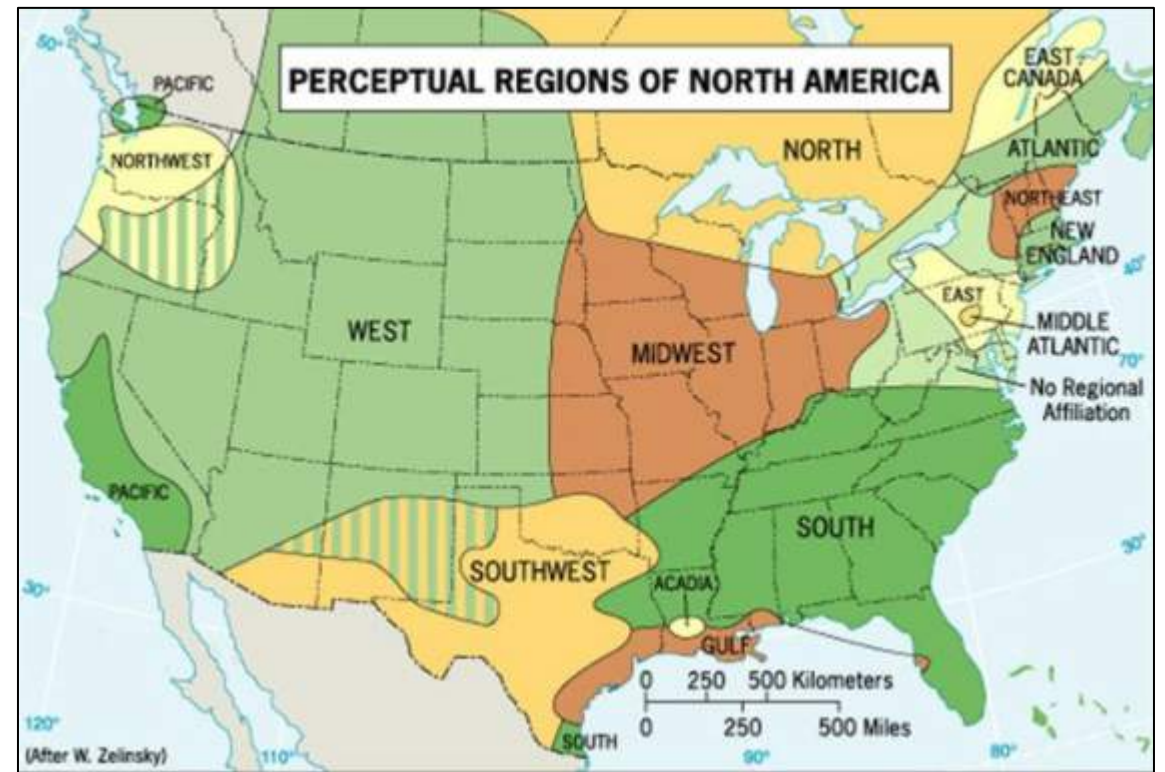 PERCEPTUAL REGIONS OF NORTH AMERICA
50°
PACIFIC
NORTHWEST
NORTH
EAST
CANADA
ATLANTIC
NORTHEAST
NEW
ENGLAND
40°
EAST
MIDDLE
ATLANTIC
70°
No Regional
Affiliation
WEST
MIDWEST
PACIFIC
SOUTH
SOUTHWEST
ACADIA
30°
GULF
0 250 500 Kilometers
0 250 500 Miles
SOUTH
120°
110°
90°
80°
(After W. Zelinsky)